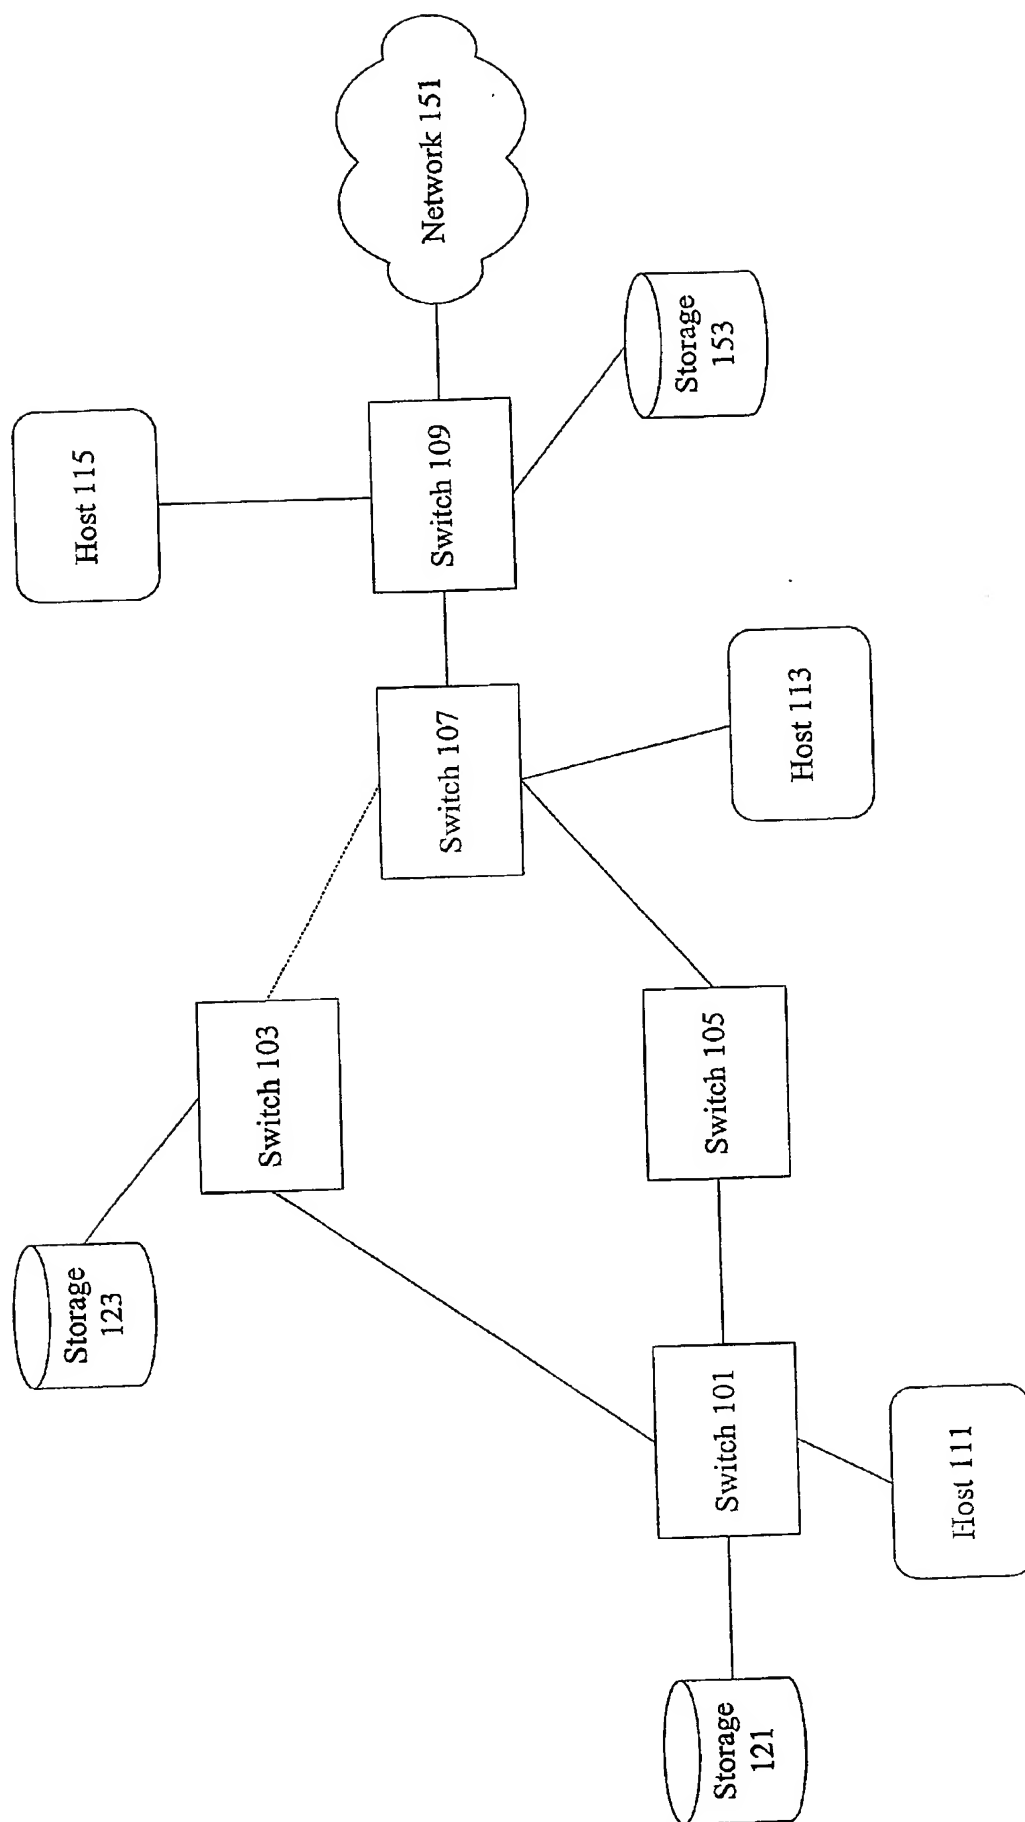 Host 115
Network 151
Switch 109
Storage
153
Switch 107
Host 113
Storage
123
Switch 103
Switch 105
Switch 101
Host 111
Storage
121